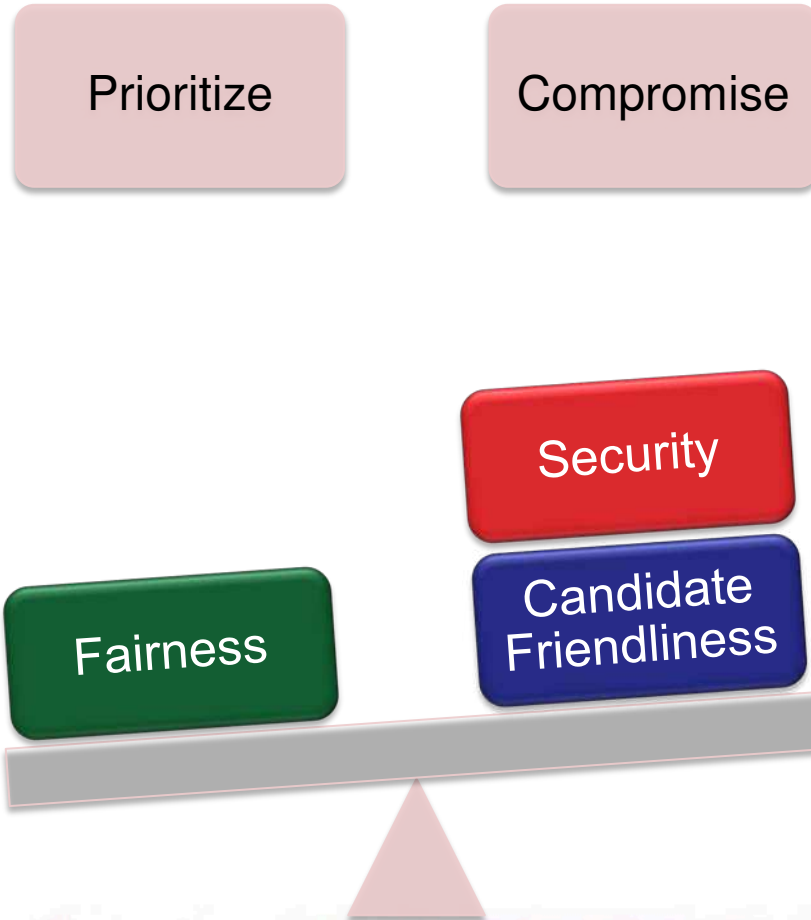 Prioritize
Compromise
Security
Candidate
Friendliness
Fairness